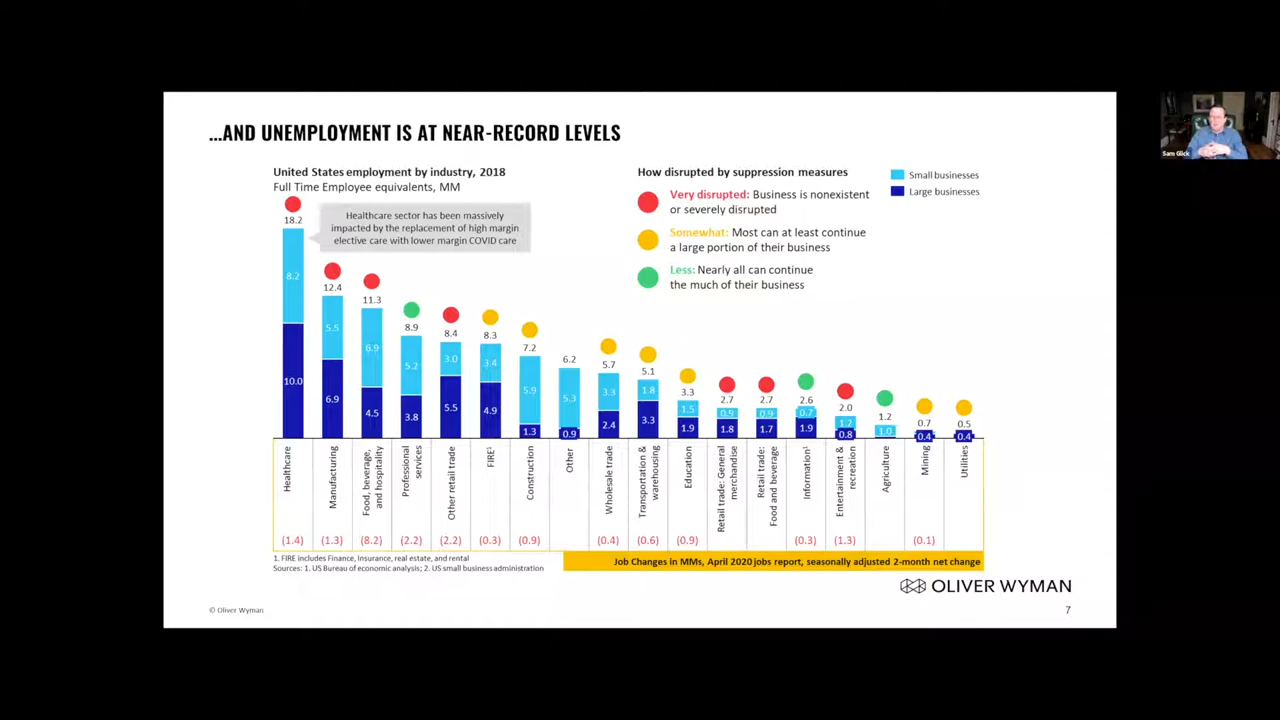 ...AND UNEMPLOYMENT IS AT NEAR-RECORD LEVELS
Sam Glick
United States employment by industry, 2018
Full Time Employee equivalents, MM
How disrupted by suppression measures
Very disrupted: Business is nonexistent
or severely disrupted
Somewhat: Most can at least continue
a large portion of their business
Less: Nearly all can continue
the much of their business
Small businesses
Large businesses
Healthcare sector has been massively
impacted by the replacement of high margin
elective care with lower margin COVID care
18.2
8.2
10.0
12.4
5.5
6.9
11.3
6.9
4.5
8.9
5.2
3.8
8.4
3.0
5.5
8.3
3.4
4.9
7.2
5.9
1.3
6.2
5.3
0.9
5.7
3.3
2.4
5.1
1.8
3.3
3.3
1.5
1.9
2.7
0.9
1.8
2.7
0.9
1.7
2.6
0.7
1.9
2.0
1.2
0.8
1.2
1.0
0.7
0.4
0.5
0.4
Healthcare
Manufacturing
Food, beverage,
and hospitality
Professional
services
Other retail trade
FIRE¹
Construction
Other
Wholesale trade
Transportation &
warehousing
Education
Retail trade: General
merchandise
Retail trade:
Food and beverage
Information¹
Entertainment &
recreation
Agriculture
Mining
Utilities
(1.4) (1.3) (8.2) (2.2) (2.2) (0.3) (0.9) (0.4) (0.6) (0.9) (0.3) (1.3) (0.1)
1. FIRE includes Finance, Insurance, real estate, and rental
Sources: 1. US Bureau of economic analysis; 2. US small business administration
Job Changes in MMs, April 2020 jobs report, seasonally adjusted 2-month net change
OLIVER WYMAN
© Oliver Wyman
7